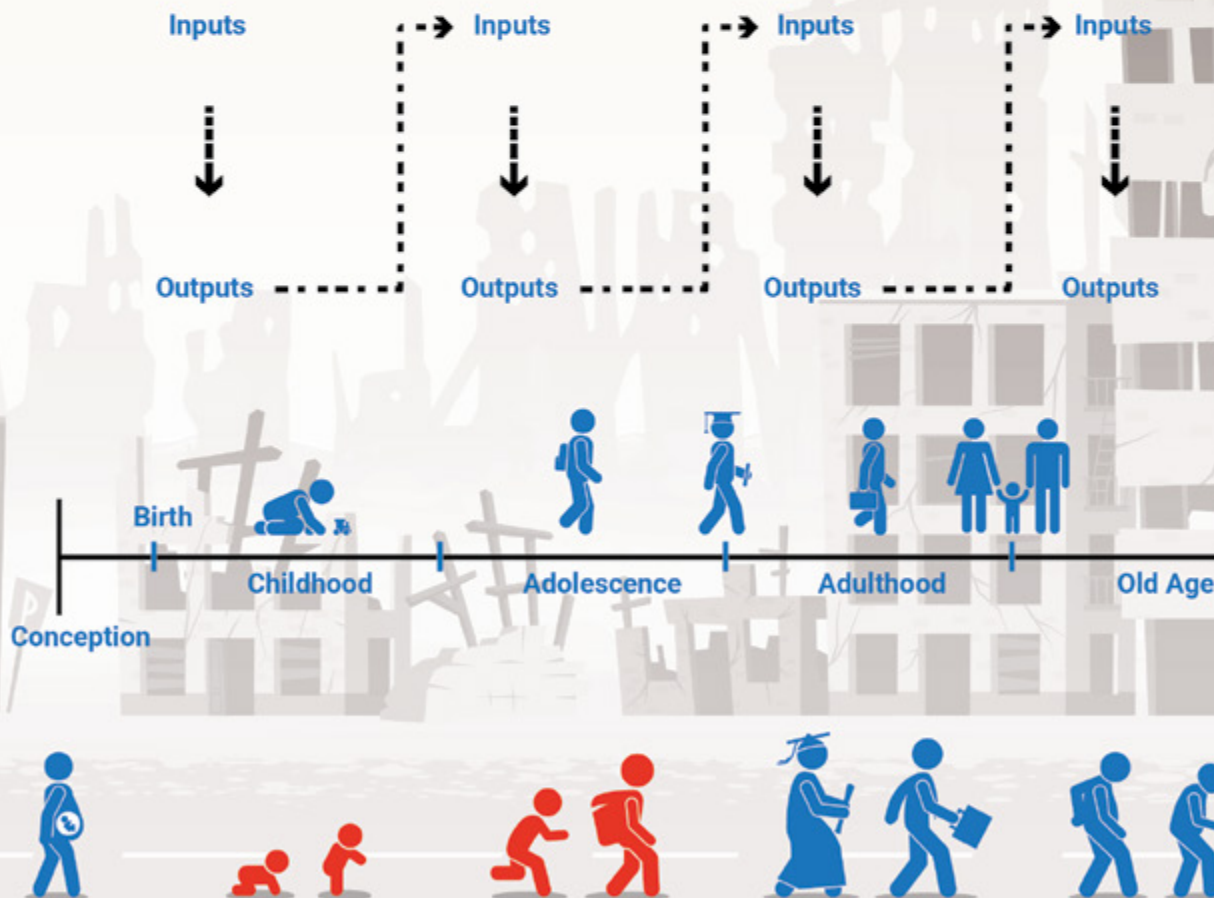 Inputs
Inputs
Inputs
Inputs
Outputs
Outputs
Outputs
Outputs
Birth
Childhood
Adolescence
Adulthood
Old Age
Conception
P